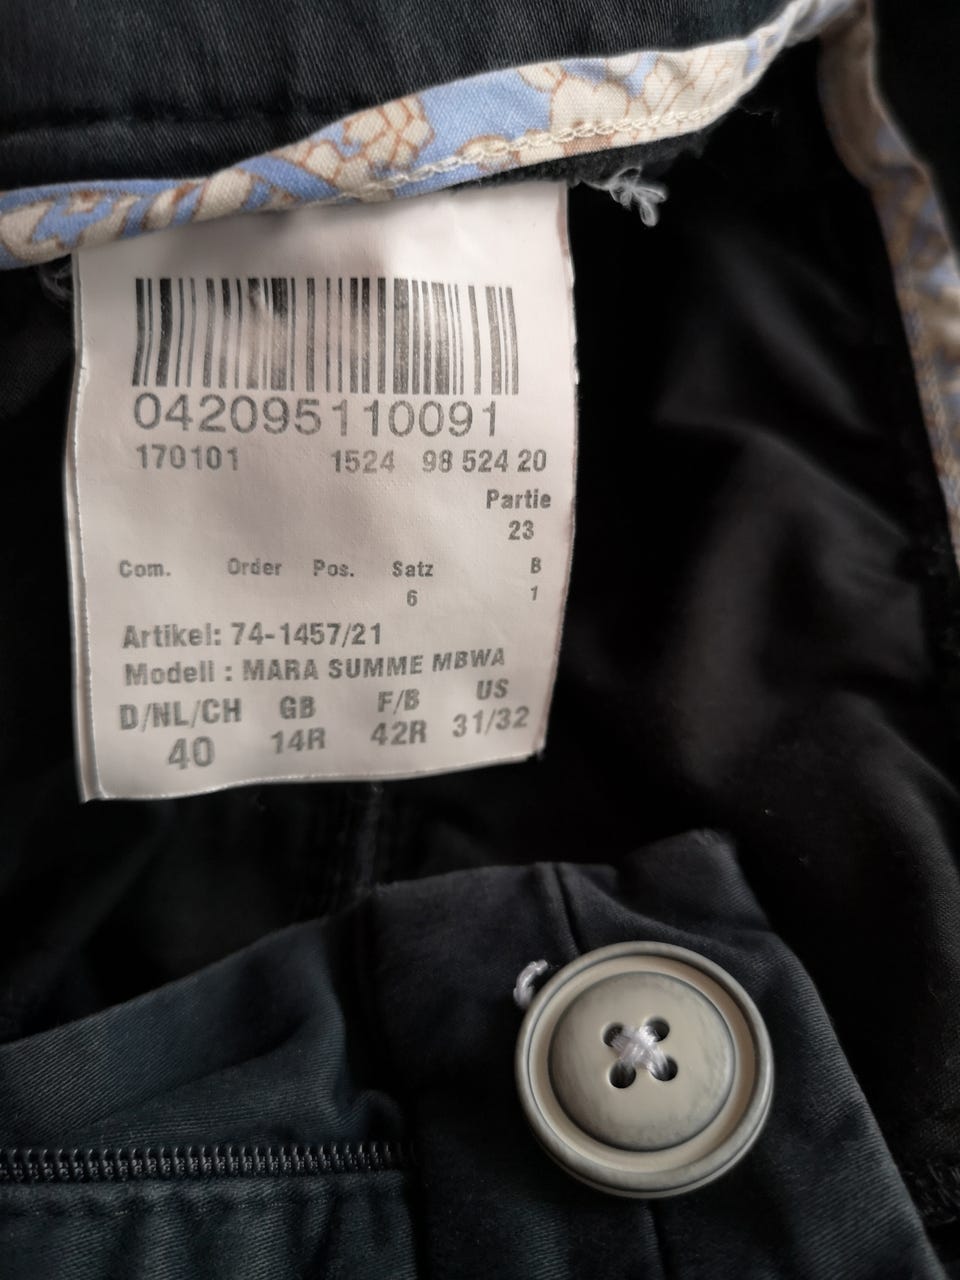 042095110091
170101 1524 98 524 20
Partie
23
Com. Order Pos. Satz B
6 1
Artikel: 74-1457/21
Modell : MARA SUMME MBWA
D/NL/CH GB F/B US
40 14R 42R 31/32